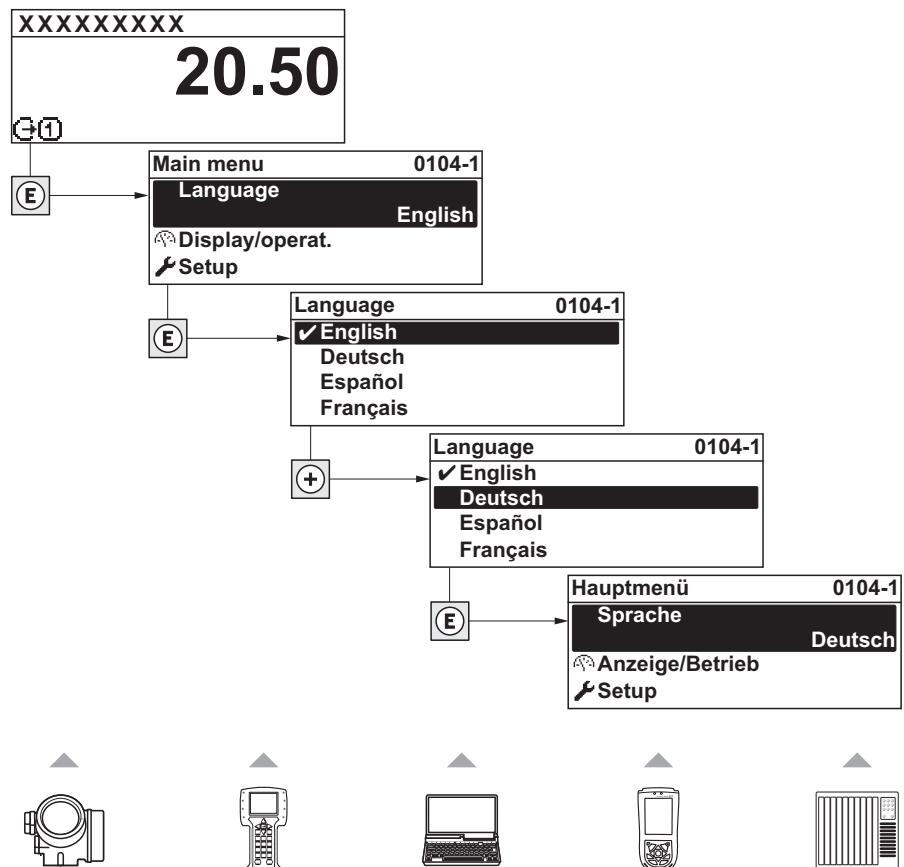 XXXXXXXXX
20.50
1
E
Main menu 0104-1
Language
English
Display/operat.
Setup
E
Language 0104-1
✔ English
Deutsch
Español
Français
+
Language 0104-1
✔ English
Deutsch
Español
Français
E
Hauptmenü 0104-1
Sprache
Deutsch
Anzeige/Betrieb
Setup